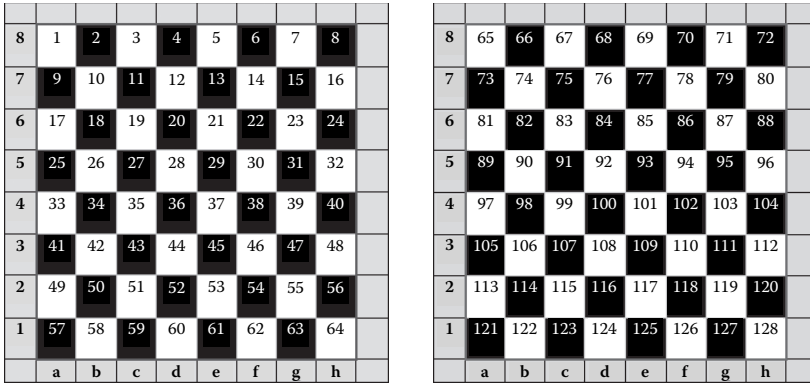 8 1 2 3 4 5 6 7 8
7 9 10 11 12 13 14 15 16
6 17 18 19 20 21 22 23 24
5 25 26 27 28 29 30 31 32
4 33 34 35 36 37 38 39 40
3 41 42 43 44 45 46 47 48
2 49 50 51 52 53 54 55 56
1 57 58 59 60 61 62 63 64
a b c d e f g h
8 65 66 67 68 69 70 71 72
7 73 74 75 76 77 78 79 80
6 81 82 83 84 85 86 87 88
5 89 90 91 92 93 94 95 96
4 97 98 99 100 101 102 103 104
3 105 106 107 108 109 110 111 112
2 113 114 115 116 117 118 119 120
1 121 122 123 124 125 126 127 128
a b c d e f g h